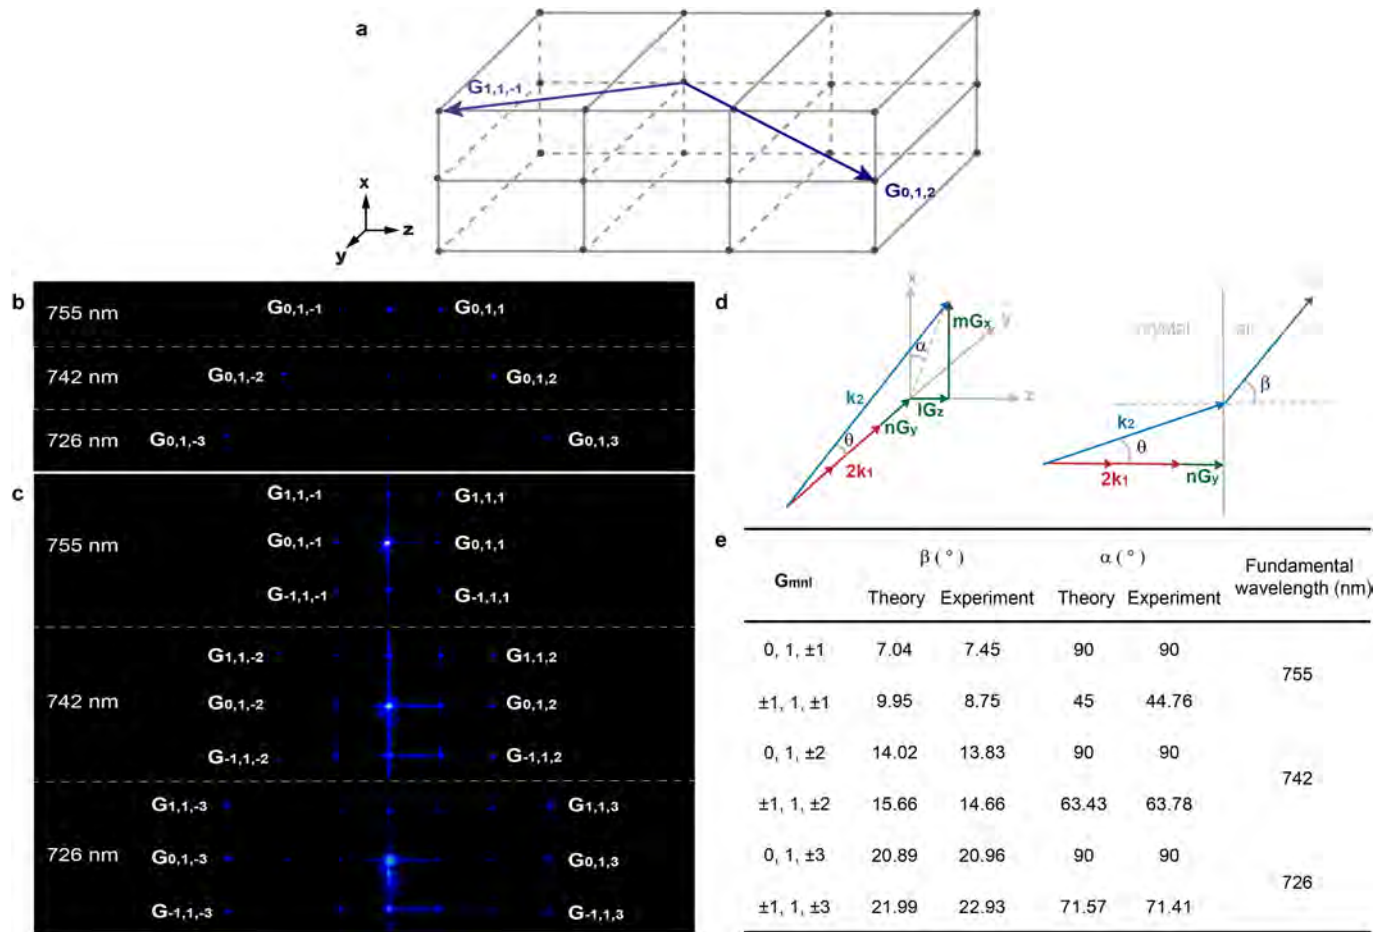 a
G1,1,-1
G0,1,2
x
z
y
b
755 nm
G0,1,-1
G0,1,1
742 nm
G0,1,-2
G0,1,2
726 nm
G0,1,-3
G0,1,3
c
755 nm
G1,1,-1
G1,1,1
G0,1,-1
G0,1,1
G-1,1,-1
G-1,1,1
742 nm
G1,1,-2
G1,1,2
G0,1,-2
G0,1,2
G-1,1,-2
G-1,1,2
726 nm
G1,1,-3
G1,1,3
G0,1,-3
G0,1,3
G-1,1,-3
G-1,1,3
d
x
y
z
mGx
α
k2
lGz
nGy
θ
2k1
crystal
air
β
k2
θ
2k1
nGy
e
Gmnl β ( ° ) α ( ° ) Fundamental wavelength (nm)
Theory Experiment Theory Experiment
0, 1, ±1 7.04 7.45 90 90
755
±1, 1, ±1 9.95 8.75 45 44.76
0, 1, ±2 14.02 13.83 90 90
742
±1, 1, ±2 15.66 14.66 63.43 63.78
0, 1, ±3 20.89 20.96 90 90
726
±1, 1, ±3 21.99 22.93 71.57 71.41